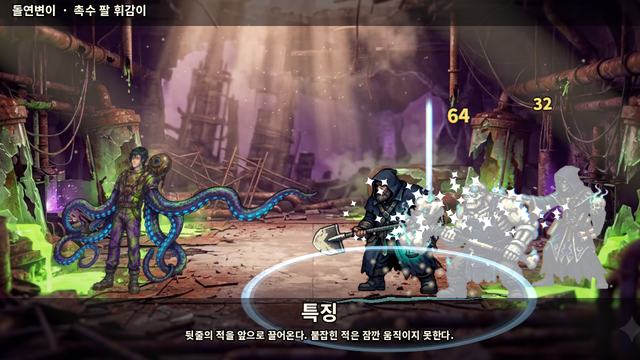 돌연변이 · 촉수 팔 휘감이
64
32
특징
뒷줄의 적을 앞으로 끌어온다. 붙잡힌 적은 잠깐 움직이지 못한다.